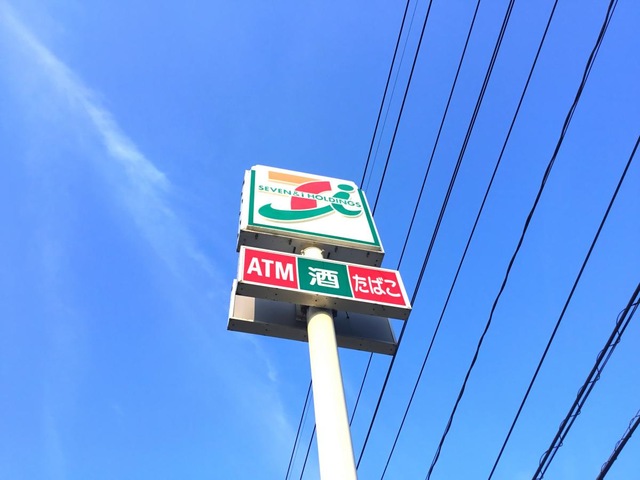 SEVEN & i HOLDINGS
ATM 酒 たばこ